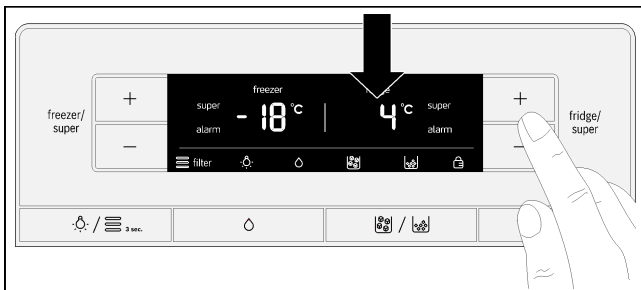 freezer
super
alarm
- 18 °C
4 °C
super
alarm
filter
freezer/
super
+
−
+
−
fridge/
super
/ 3 sec.
/